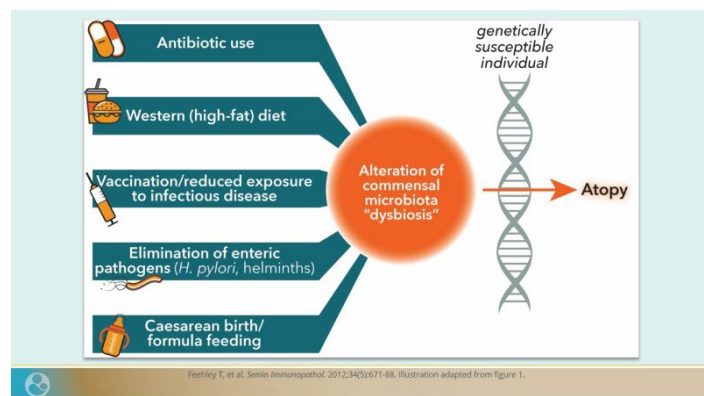 Antibiotic use
Western (high-fat) diet
Vaccination/reduced exposure
to infectious disease
Elimination of enteric
pathogens (H. pylori, helminths)
Caesarean birth/
formula feeding
Alteration of
commensal
microbiota
"dysbiosis"
genetically
susceptible
individual
Atopy
Feehley T, et al. Semin Immunopathol. 2012;34(5):671-88. Illustration adapted from figure 1.